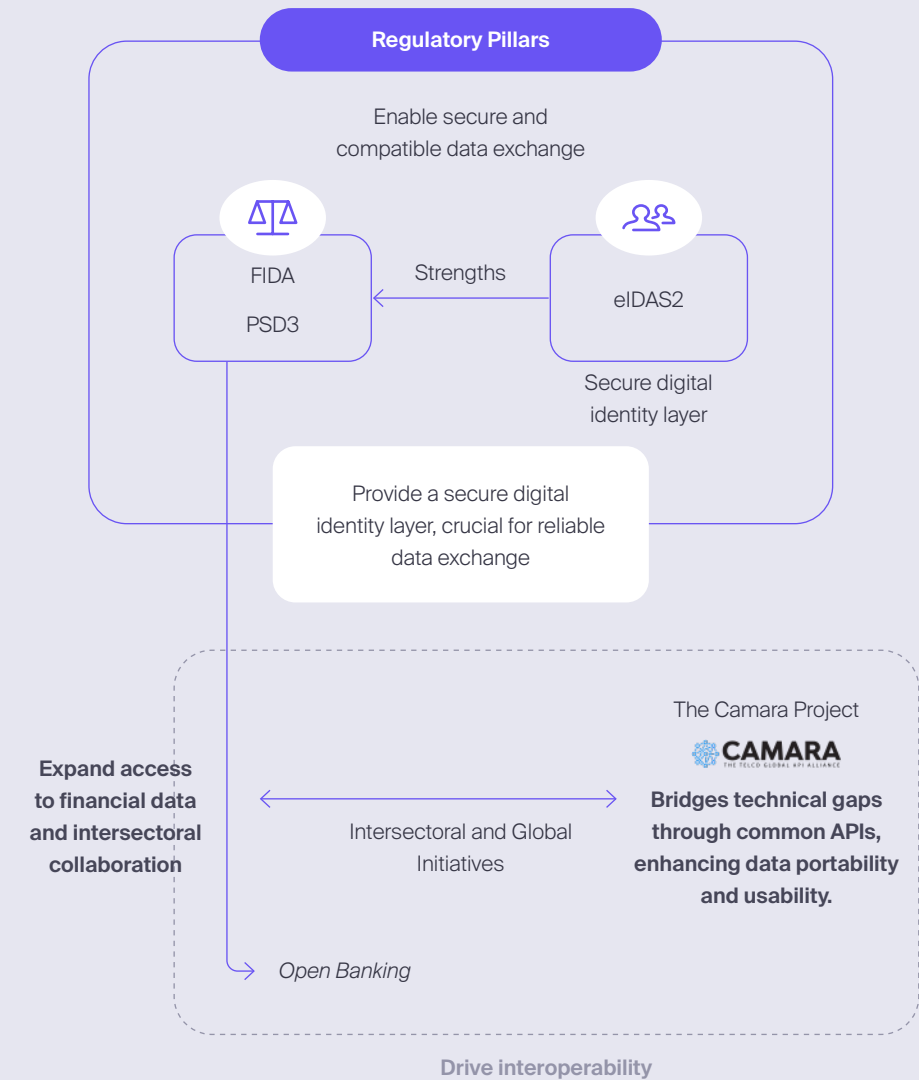 Regulatory Pillars
Enable secure and
compatible data exchange
FIDA
PSD3
Strengths
eIDAS2
Secure digital
identity layer
Provide a secure digital
identity layer, crucial for reliable
data exchange
The Camara Project
CAMARA
THE TELCO GLOBAL API ALLIANCE
Expand access
to financial data
and intersectoral
collaboration
Intersectoral and Global
Initiatives
Bridges technical gaps
through common APIs,
enhancing data portability
and usability.
Open Banking
Drive interoperability